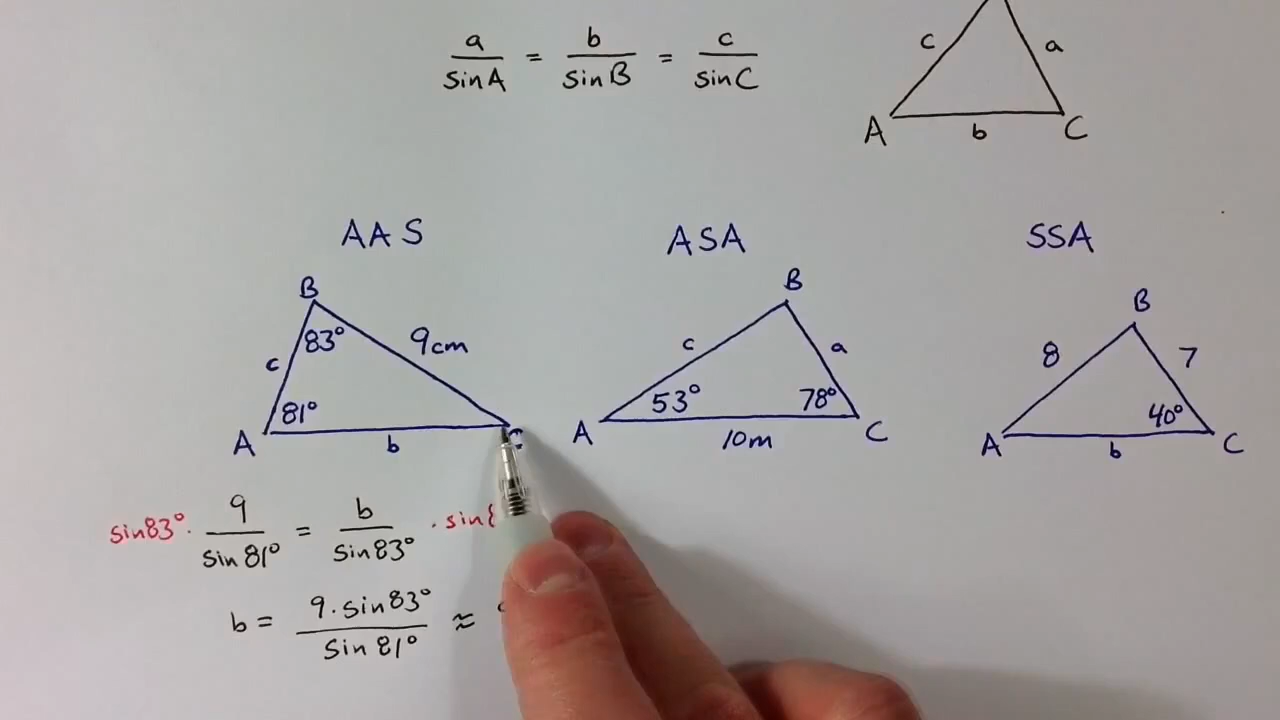 a/sinA = b/sinB = c/sinC
c a
A b C
AAS
B
83° 9cm
c
81°
A b C
ASA
B
c a
53° 78°
A 10m C
SSA
B
8 7
40°
A b C
sin83° · 9/sin81° = b/sin83° · sin
b = 9·sin83°/sin81° ≈